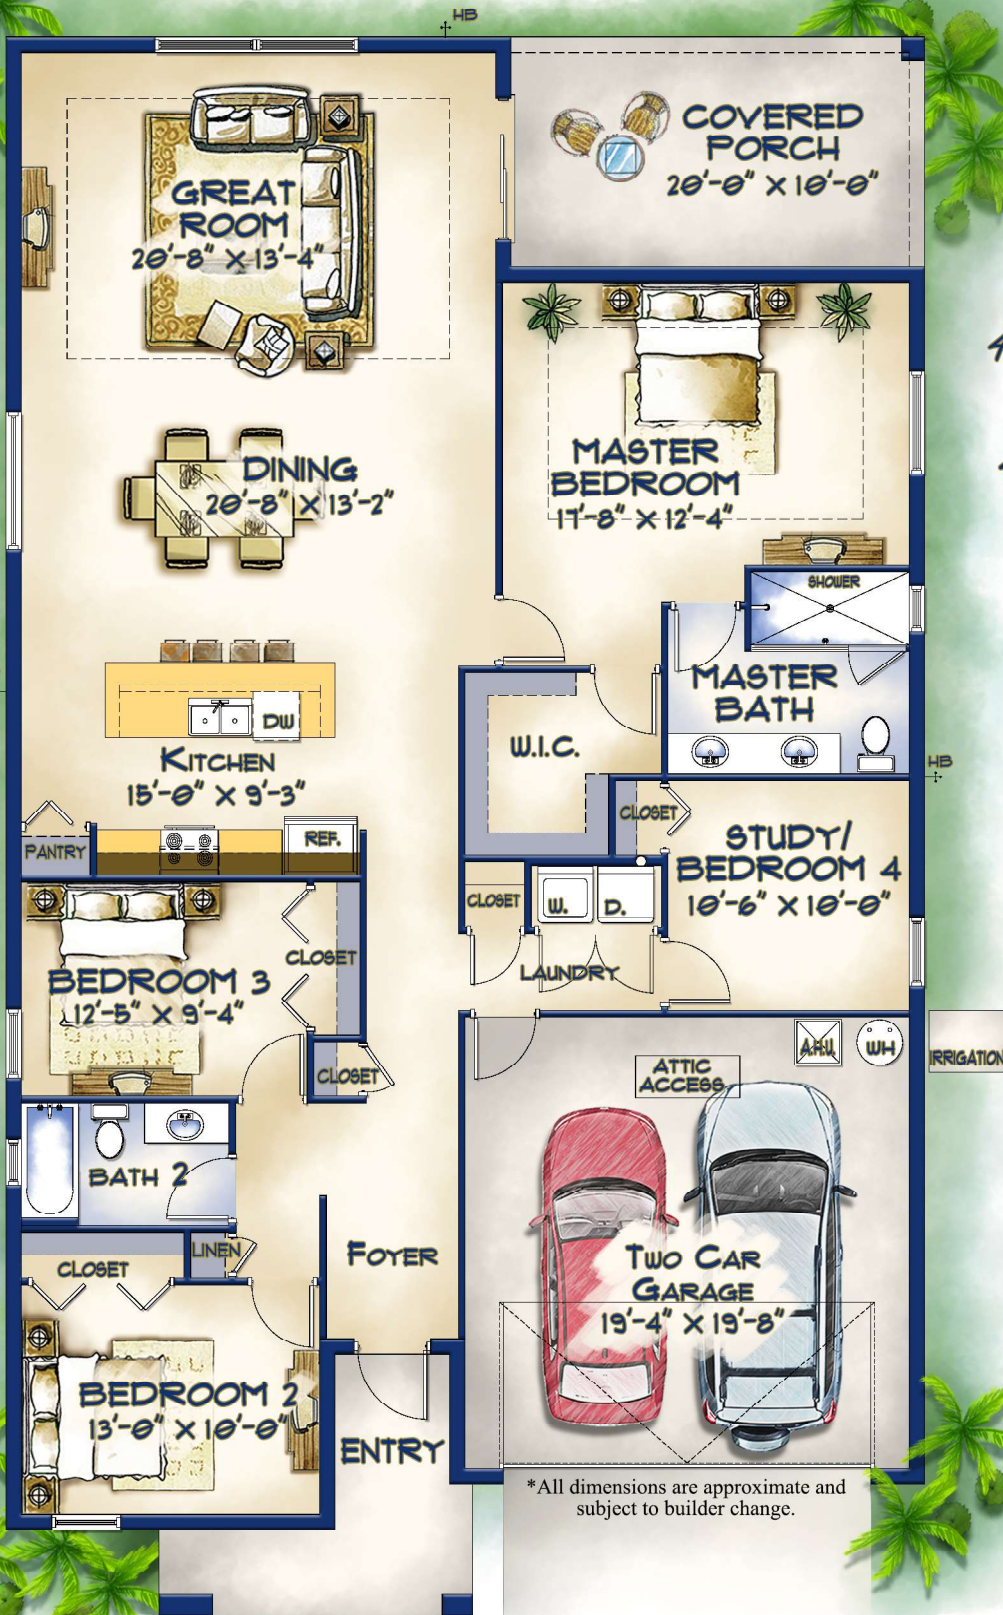 HB
COVERED
PORCH
20'-0" X 10'-0"
GREAT
ROOM
20'-8" X 13'-4"
MASTER
BEDROOM
17'-8" X 12'-4"
DINING
20'-8" X 13'-2"
SHOWER
MASTER
BATH
DW
W.I.C.
KITCHEN
15'-0" X 9'-3"
HB
CLOSET
PANTRY
REF.
STUDY/
BEDROOM 4
10'-6" X 10'-0"
CLOSET
W.
D.
CLOSET
LAUNDRY
BEDROOM 3
12'-5" X 9'-4"
A.H.U.
WH
IRRIGATION
ATTIC
ACCESS
CLOSET
BATH 2
LINEN
FOYER
CLOSET
TWO CAR
GARAGE
19'-4" X 19'-8"
BEDROOM 2
13'-0" X 10'-0"
ENTRY
*All dimensions are approximate and
subject to builder change.